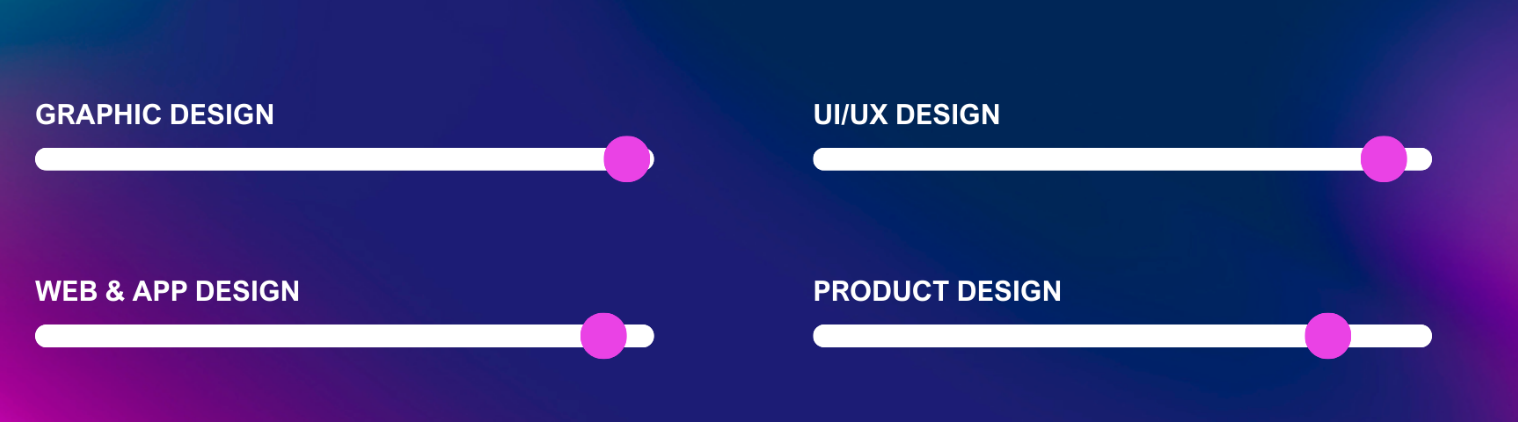 GRAPHIC DESIGN
UI/UX DESIGN
WEB & APP DESIGN
PRODUCT DESIGN